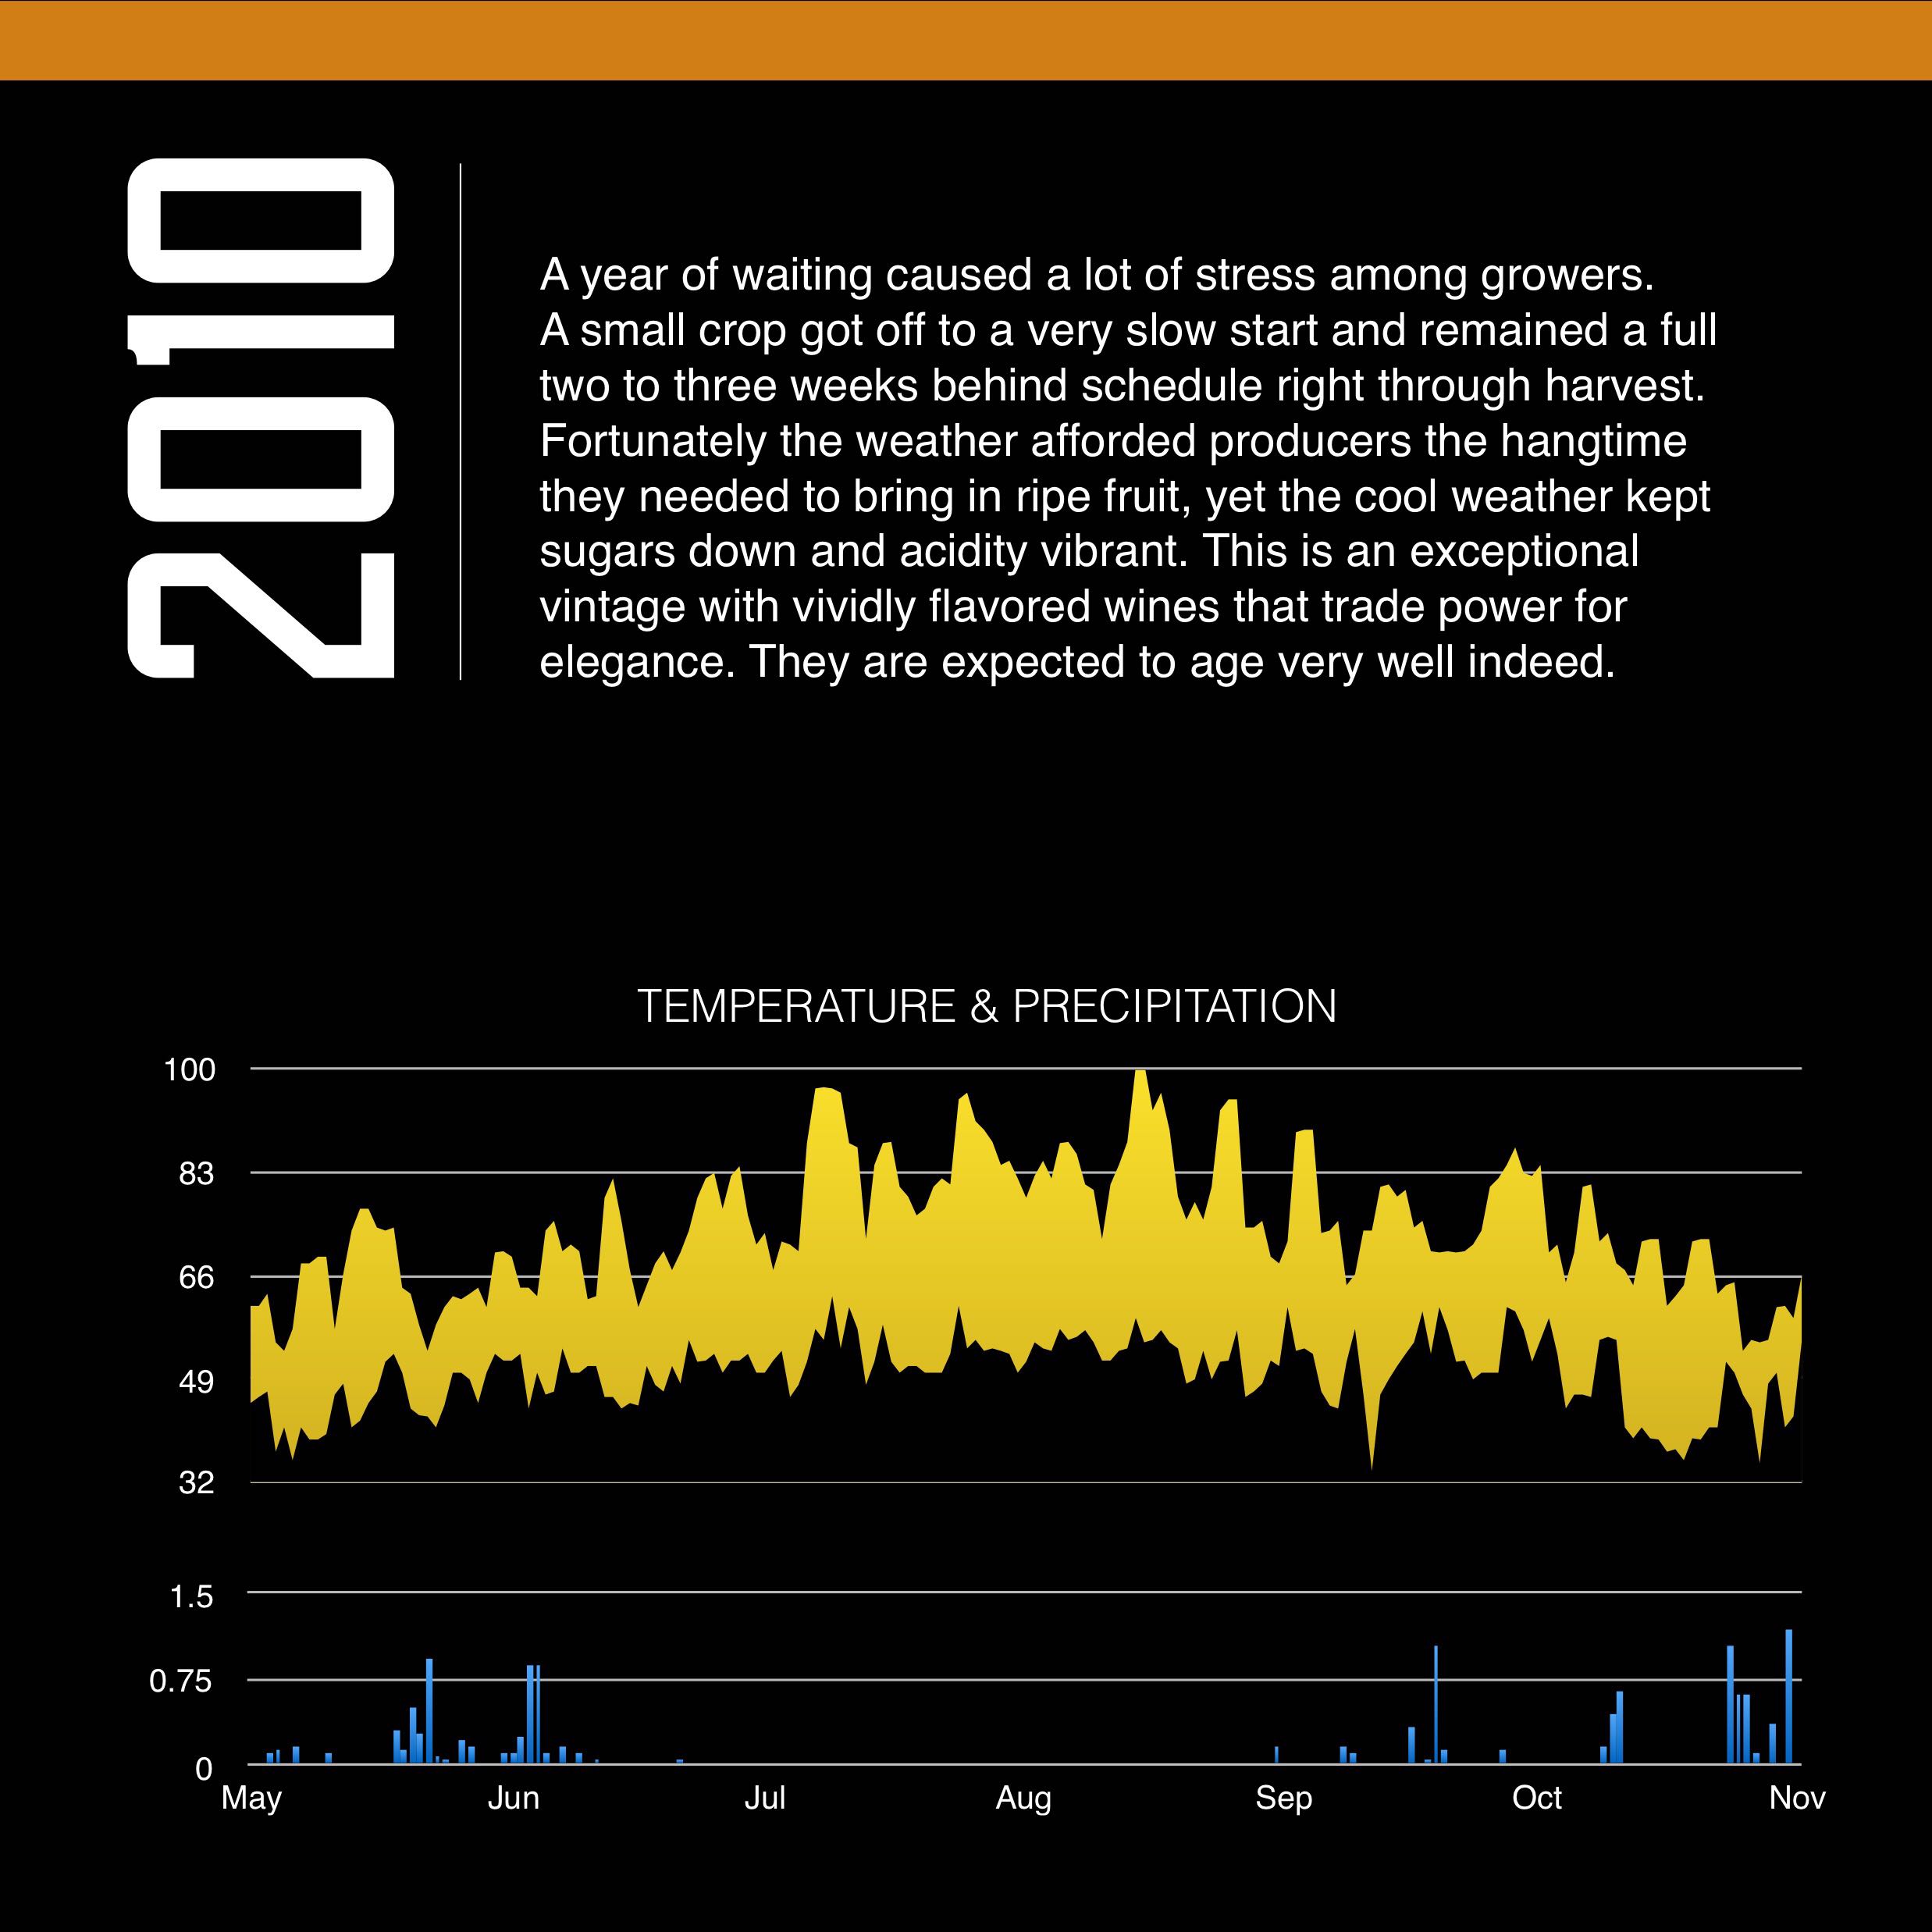 2010
A year of waiting caused a lot of stress among growers.
A small crop got off to a very slow start and remained a full
two to three weeks behind schedule right through harvest.
Fortunately the weather afforded producers the hangtime
they needed to bring in ripe fruit, yet the cool weather kept
sugars down and acidity vibrant. This is an exceptional
vintage with vividly flavored wines that trade power for
elegance. They are expected to age very well indeed.
TEMPERATURE & PRECIPITATION
100
83
66
49
32
1.5
0.75
0
May Jun Jul Aug Sep Oct Nov